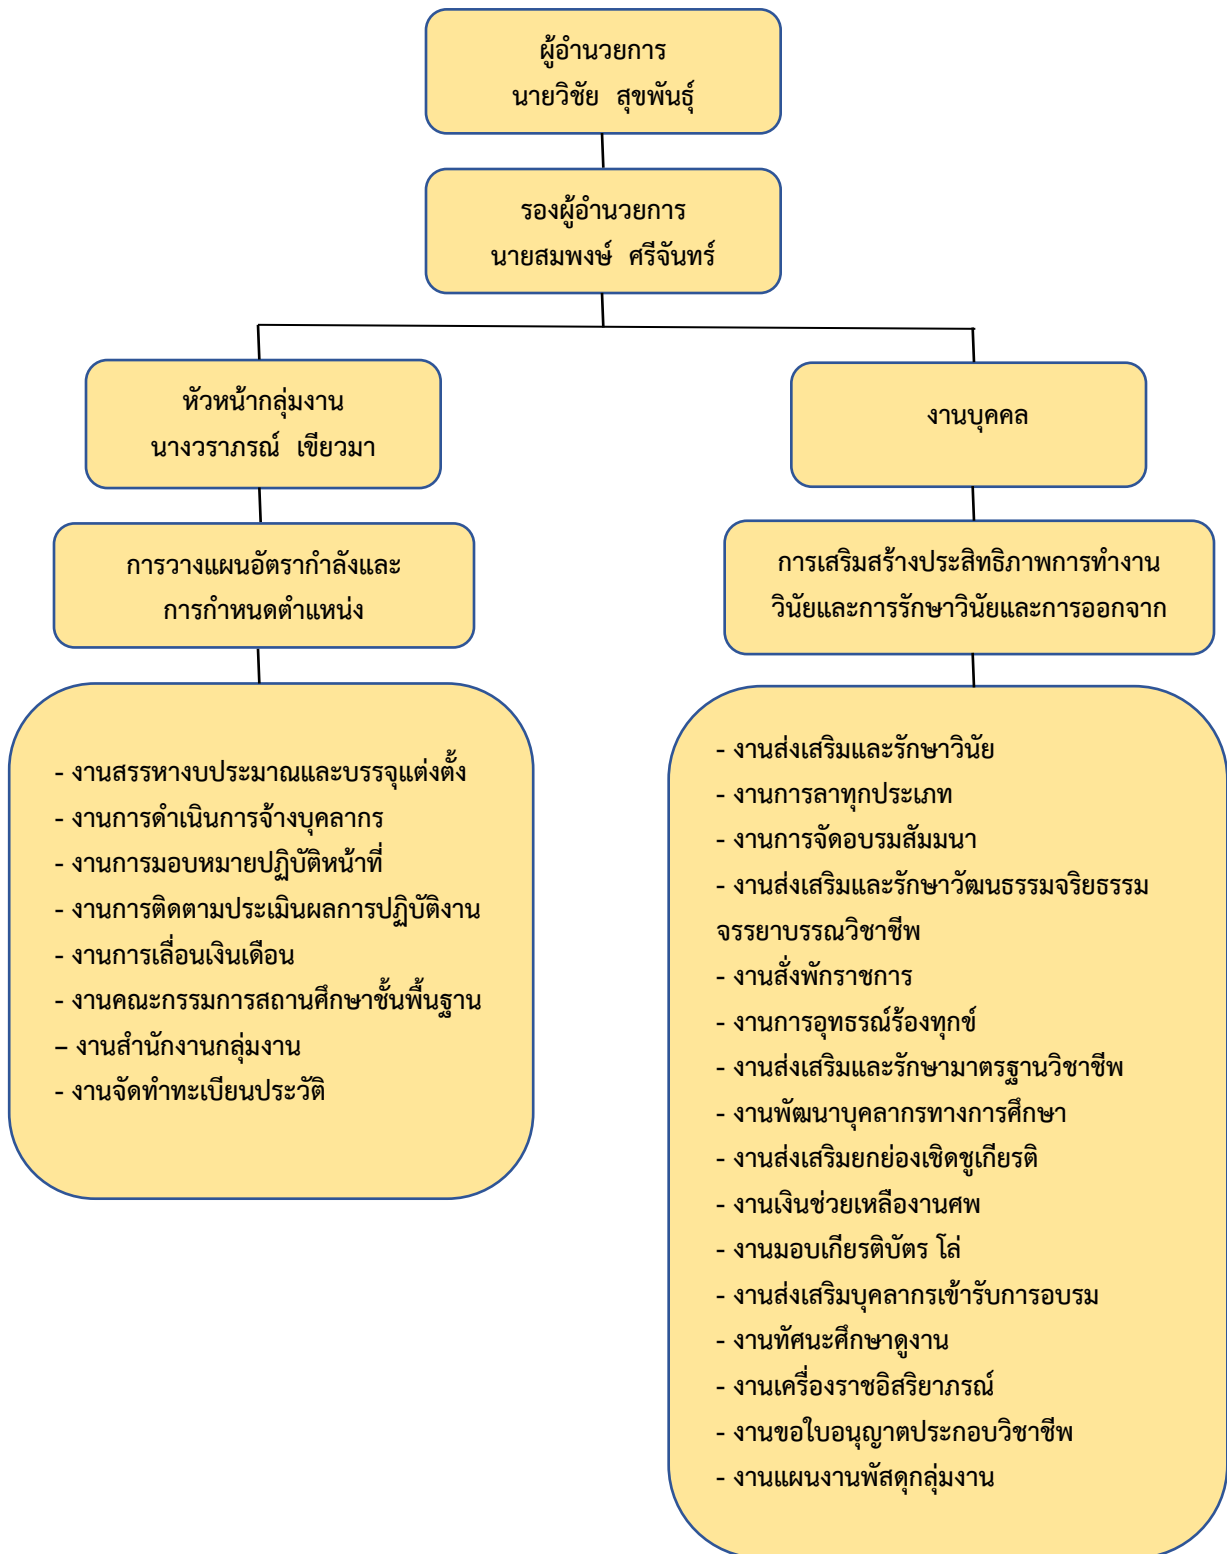 ผู้อำนวยการ
นายวิชัย  สุขพันธุ์
รองผู้อำนวยการ
นายสมพงษ์  ศรีจันทร์
หัวหน้ากลุ่มงาน
นางวราภรณ์  เขียวมา
การวางแผนอัตรากำลังและ
การกำหนดตำแหน่ง
- งานสรรหางบประมาณและบรรจุแต่งตั้ง
- งานการดำเนินการจ้างบุคลากร
- งานการมอบหมายปฏิบัติหน้าที่
- งานการติดตามประเมินผลการปฏิบัติงาน
- งานการเลื่อนเงินเดือน
- งานคณะกรรมการสถานศึกษาชั้นพื้นฐาน
– งานสำนักงานกลุ่มงาน
- งานจัดทำทะเบียนประวัติ
งานบุคคล
การเสริมสร้างประสิทธิภาพการทำงาน
วินัยและการรักษาวินัยและการออกจาก
- งานส่งเสริมและรักษาวินัย
- งานการลาทุกประเภท
- งานการจัดอบรมสัมมนา
- งานส่งเสริมและรักษาวัฒนธรรมจริยธรรม
จรรยาบรรณวิชาชีพ
- งานสั่งพักราชการ
- งานการอุทธรณ์ร้องทุกข์
- งานส่งเสริมและรักษามาตรฐานวิชาชีพ
- งานพัฒนาบุคลากรทางการศึกษา
- งานส่งเสริมยกย่องเชิดชูเกียรติ
- งานเงินช่วยเหลืองานศพ
- งานมอบเกียรติบัตร โล่
- งานส่งเสริมบุคลากรเข้ารับการอบรม
- งานทัศนะศึกษาดูงาน
- งานเครื่องราชอิสริยาภรณ์
- งานขอใบอนุญาตประกอบวิชาชีพ
- งานแผนงานพัสดุกลุ่มงาน